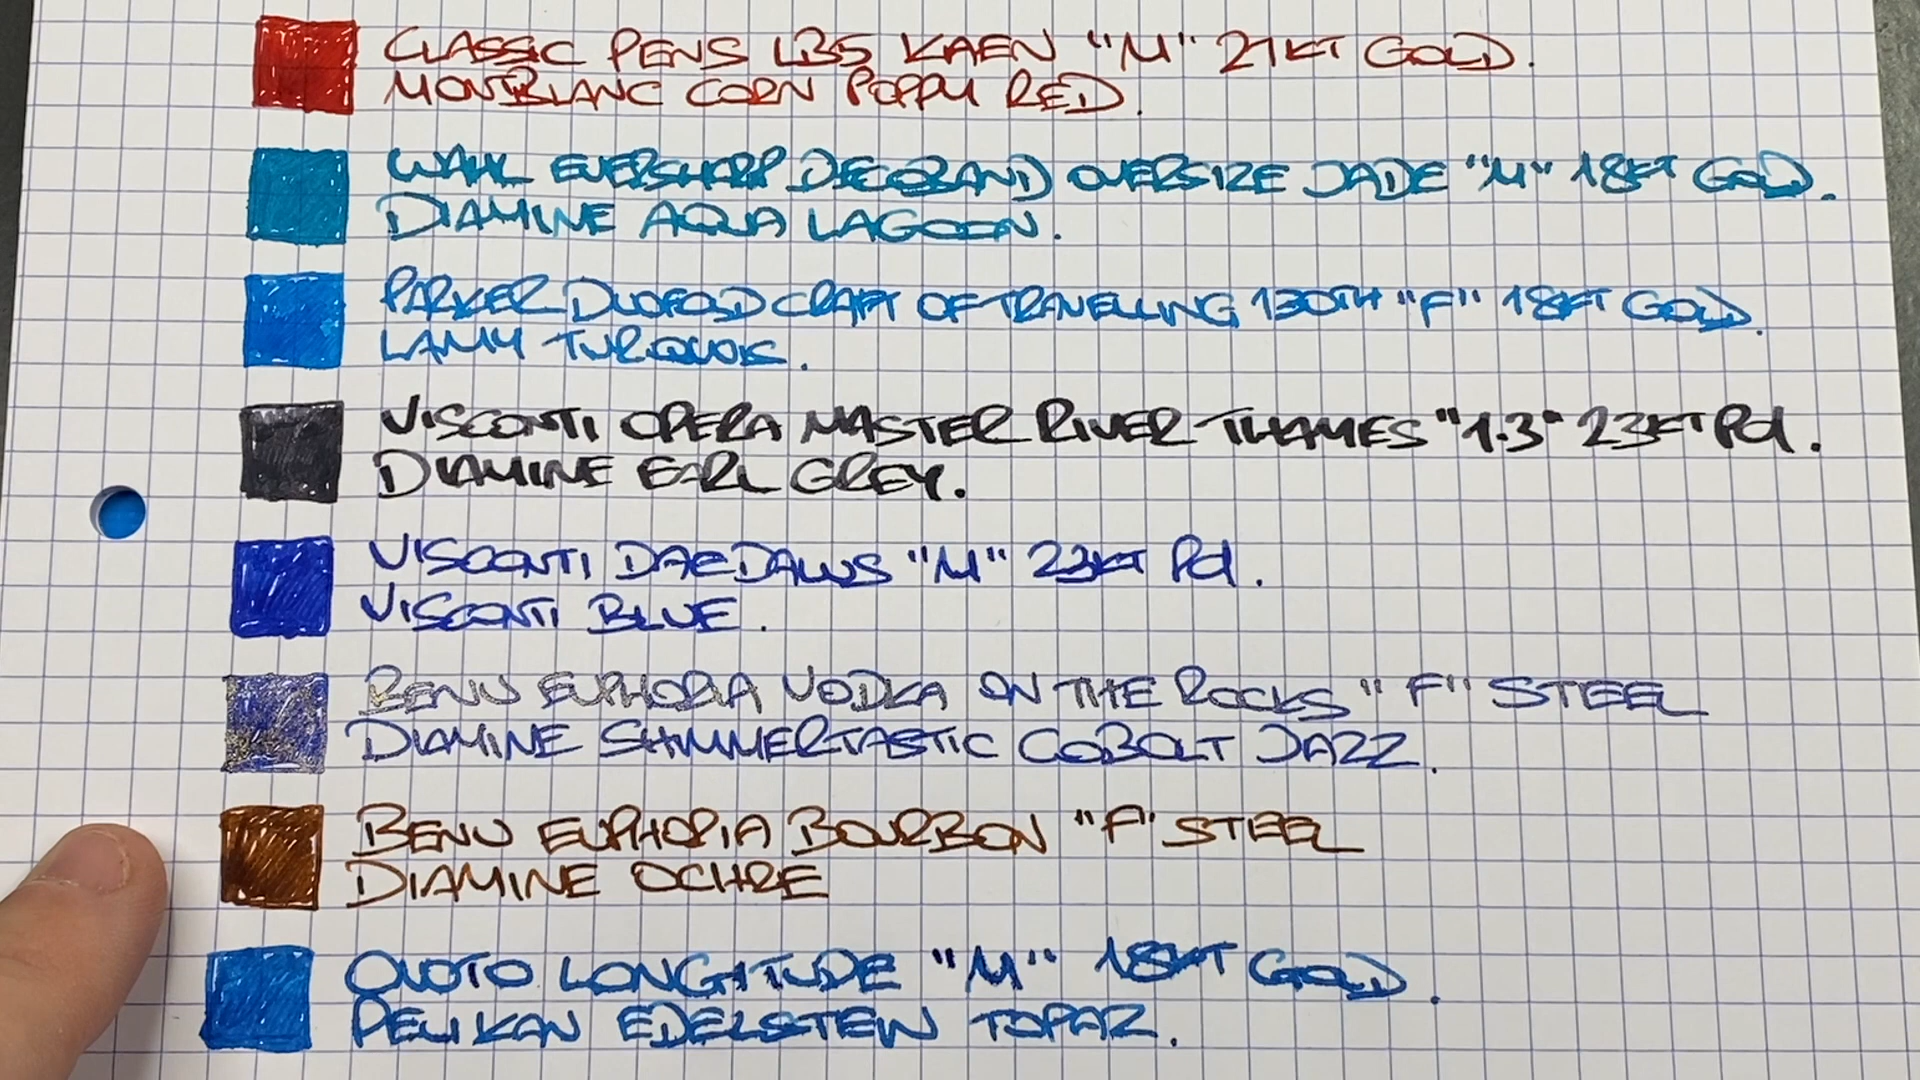 CLASSIC PENS LB5 KAEN "M" 21KT GOLD.
MONTBLANC CORN POPPY RED.
WAHL EVERSHARP DECOBAND OVERSIZE JADE "M" 18KT GOLD.
DIAMINE AQUA LAGOON.
PARKER DUOFOLD CRAFT OF TRAVELLING 130TH "F" 18KT GOLD.
LAMY TURQUOIS.
VISCONTI OPERA MASTER RIVER THAMES "1.3" 23KT Pd.
DIAMINE EARL GREY.
VISCONTI DAEDALUS "M" 23KT Pd.
VISCONTI BLUE.
BENU EUPHORIA VODKA ON THE ROCKS "F" STEEL
DIAMINE SHIMMERTASTIC COBOLT JAZZ.
BENU EUPHORIA BOURBON "F" STEEL
DIAMINE OCHRE
OHOTO LONGITUDE "M" 18KT GOLD.
PELIKAN EDELSTEIN TOPAZ.